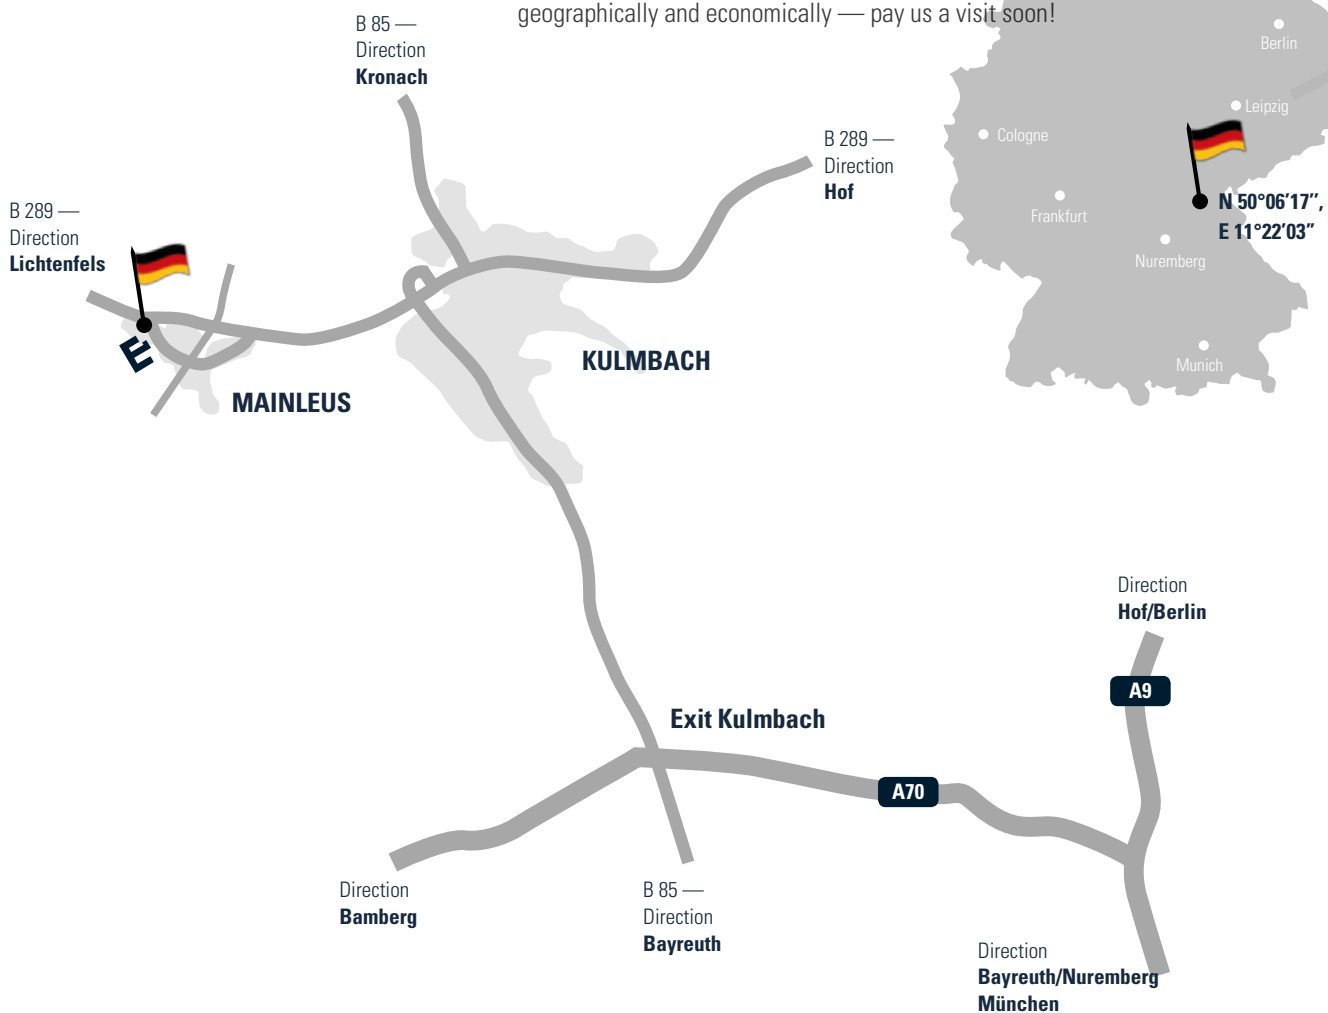 geographically and economically — pay us a visit soon!
B 85 —
Direction
Kronach
B 289 —
Direction
Hof
B 289 —
Direction
Lichtenfels
E
MAINLEUS
KULMBACH
Berlin
Leipzig
Cologne
Frankfurt
N 50°06’17’’,
E 11°22’03’’
Nuremberg
Munich
Direction
Hof/Berlin
A9
Exit Kulmbach
A70
Direction
Bamberg
B 85 —
Direction
Bayreuth
Direction
Bayreuth/Nuremberg
München